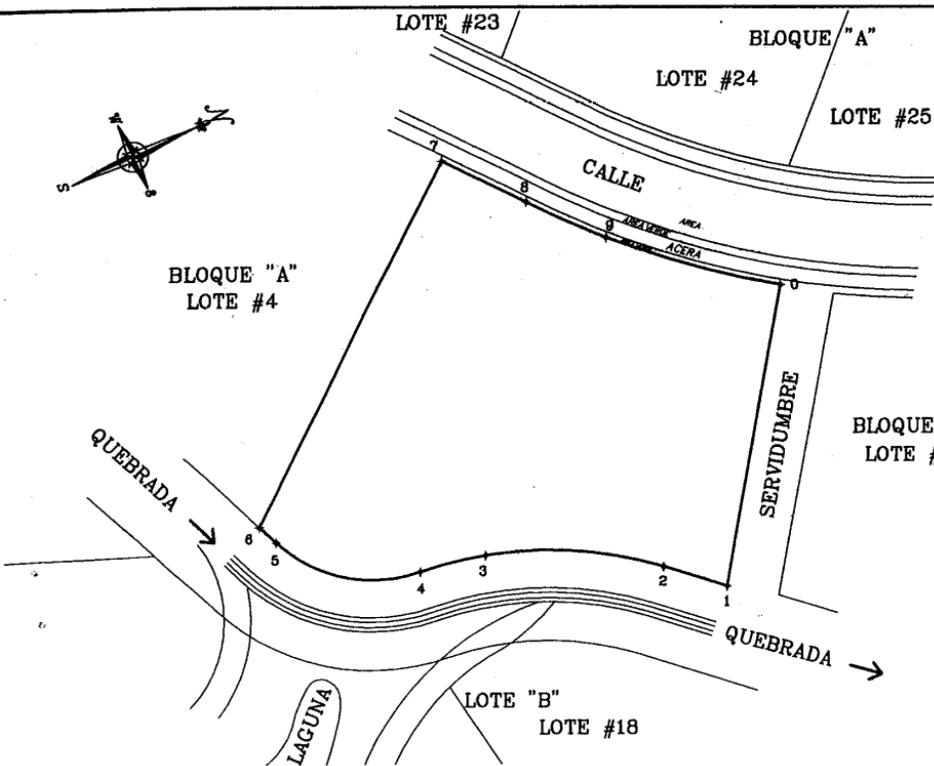 LOTE #23
BLOQUE "A"
LOTE #24
LOTE #25
N
S
CALLE
7
8
9
AREA VERDE
AREA
ACERA
0
BLOQUE "A"
LOTE #4
SERVIDUMBRE
BLOQUE
LOTE #
QUEBRADA
6
5
4
3
2
1
QUEBRADA
LAGUNA
LOTE "B"
LOTE #18